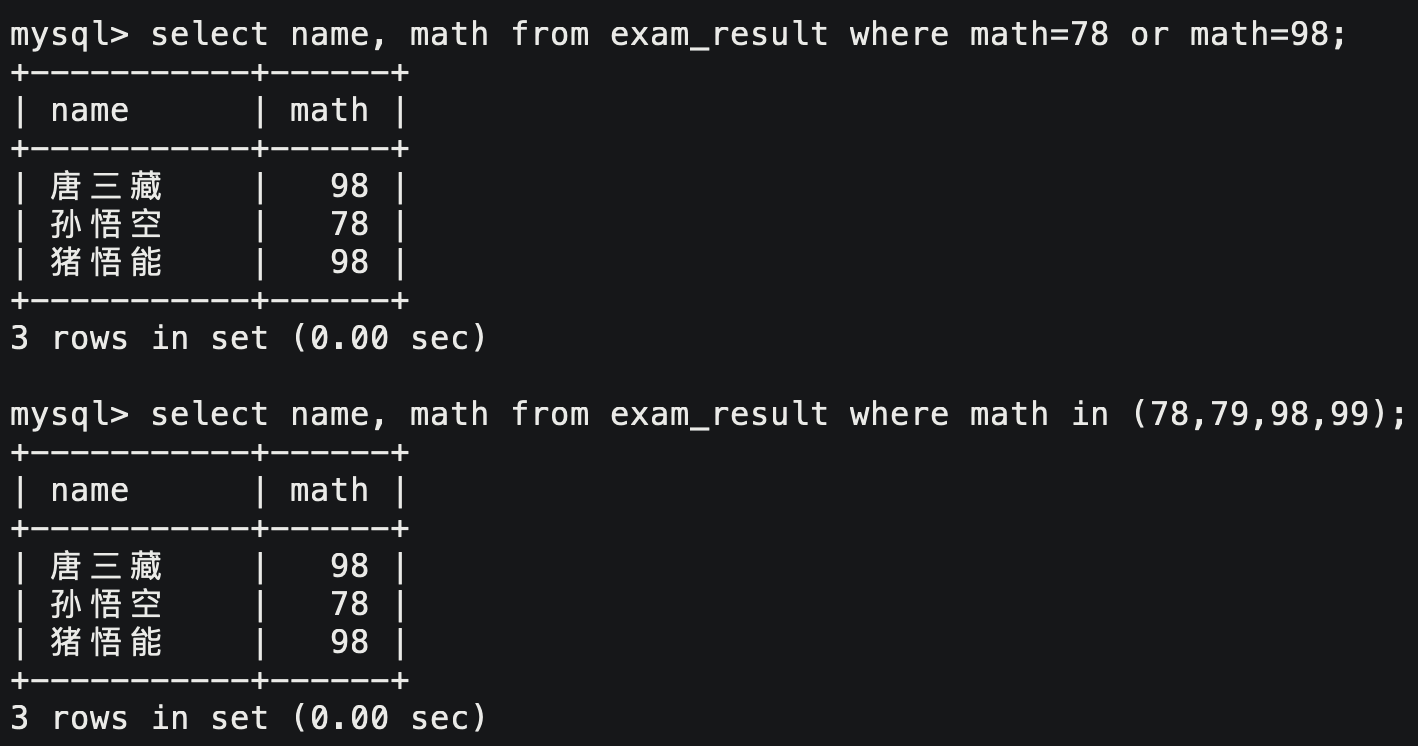 mysql> select name, math from exam_result where math=78 or math=98;
+-----------+------+
| name      | math |
+-----------+------+
| 唐三藏    |   98 |
| 孙悟空    |   78 |
| 猪悟能    |   98 |
+-----------+------+
3 rows in set (0.00 sec)

mysql> select name, math from exam_result where math in (78,79,98,99);
+-----------+------+
| name      | math |
+-----------+------+
| 唐三藏    |   98 |
| 孙悟空    |   78 |
| 猪悟能    |   98 |
+-----------+------+
3 rows in set (0.00 sec)